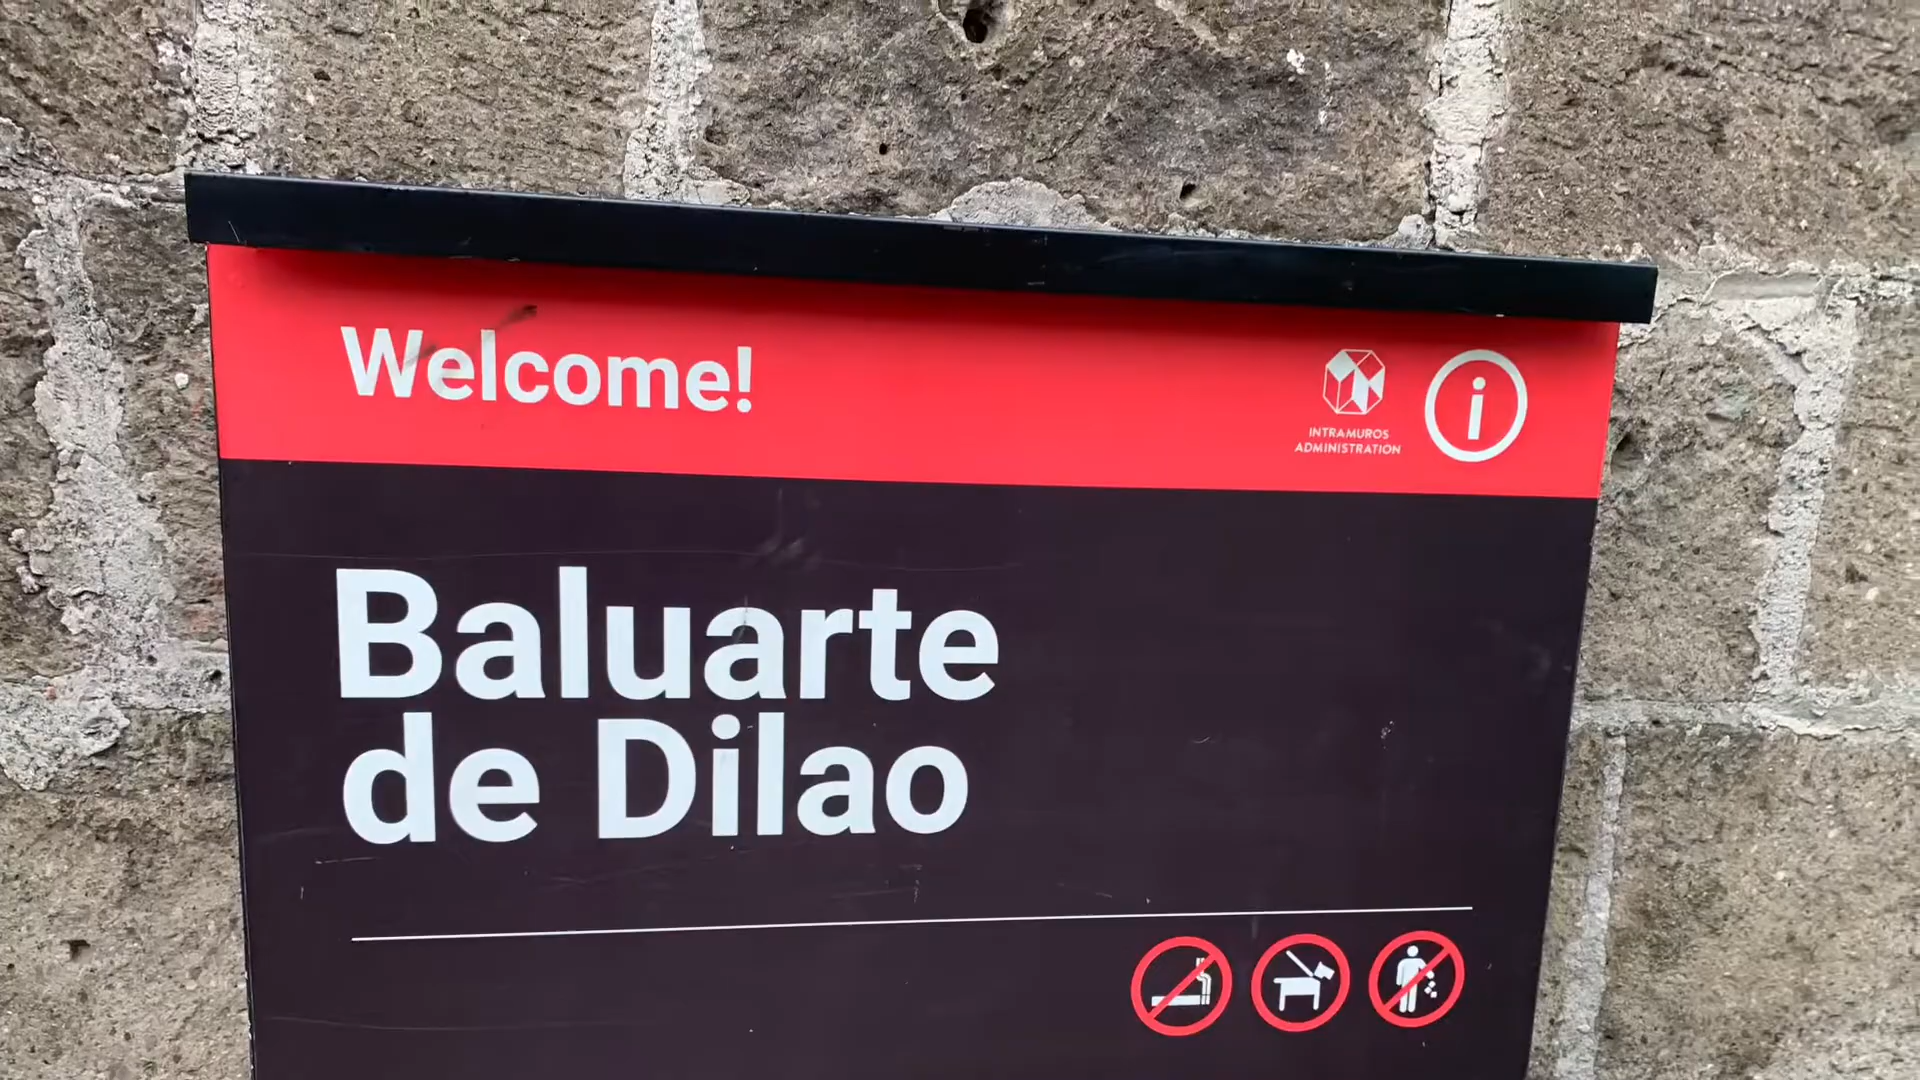 Welcome!
INTRAMUROS
ADMINISTRATION
i
Baluarte
de Dilao